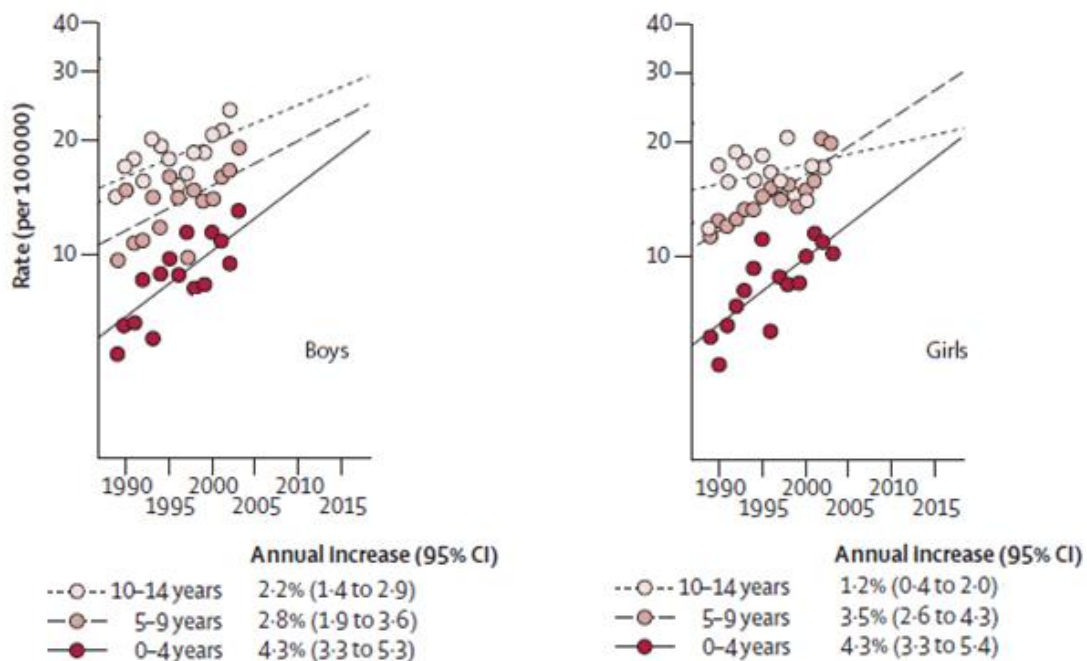 Rate (per 100000)
40
30
20
10
Boys
1990 2000 2010
1995 2005 2015
Annual Increase (95% CI)
10–14 years 2·2% (1·4 to 2·9)
5–9 years 2·8% (1·9 to 3·6)
0–4 years 4·3% (3·3 to 5·3)
40
30
20
10
Girls
1990 2000 2010
1995 2005 2015
Annual Increase (95% CI)
10–14 years 1·2% (0·4 to 2·0)
5–9 years 3·5% (2·6 to 4·3)
0–4 years 4·3% (3·3 to 5·4)